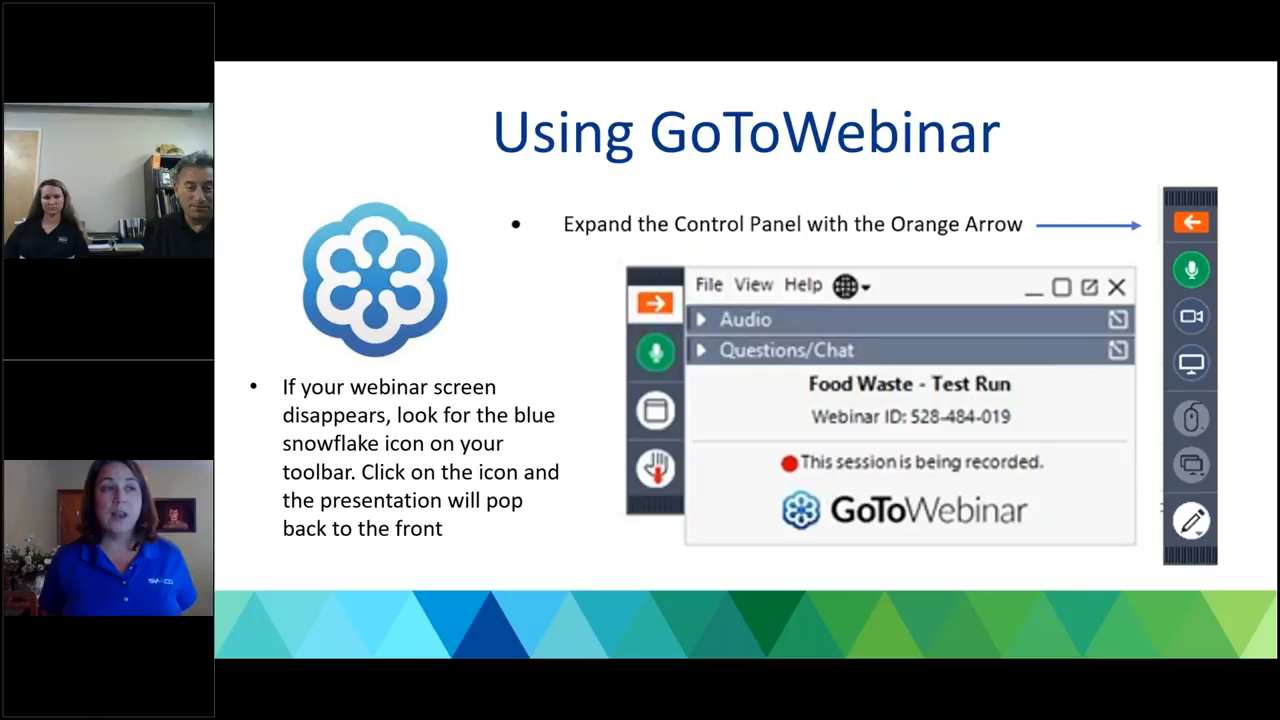 Using GoToWebinar
• Expand the Control Panel with the Orange Arrow
• If your webinar screen
disappears, look for the blue
snowflake icon on your
toolbar. Click on the icon and
the presentation will pop
back to the front
File View Help
Audio
Questions/Chat
Food Waste - Test Run
Webinar ID: 528-484-019
This session is being recorded.
GoToWebinar